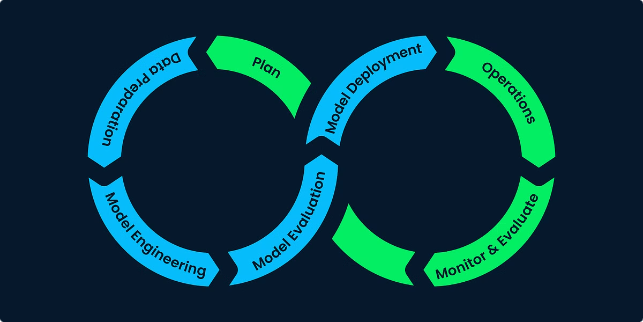 Plan
Data Preparation
Model Engineering
Model Evaluation
Model Deployment
Operations
Monitor & Evaluate